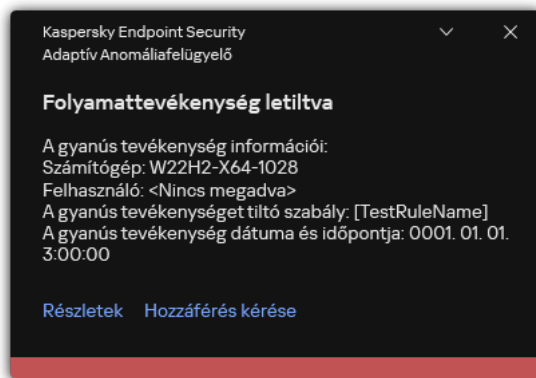 Kaspersky Endpoint Security
Adaptív Anomáliafelügyelő
Folyamattevékenység letiltva
A gyanús tevékenység információi:
Számítógép: W22H2-X64-1028
Felhasználó: <Nincs megadva>
A gyanús tevékenységet tiltó szabály: [TestRuleName]
A gyanús tevékenység dátuma és időpontja: 0001. 01. 01.
3:00:00
Részletek Hozzáférés kérése